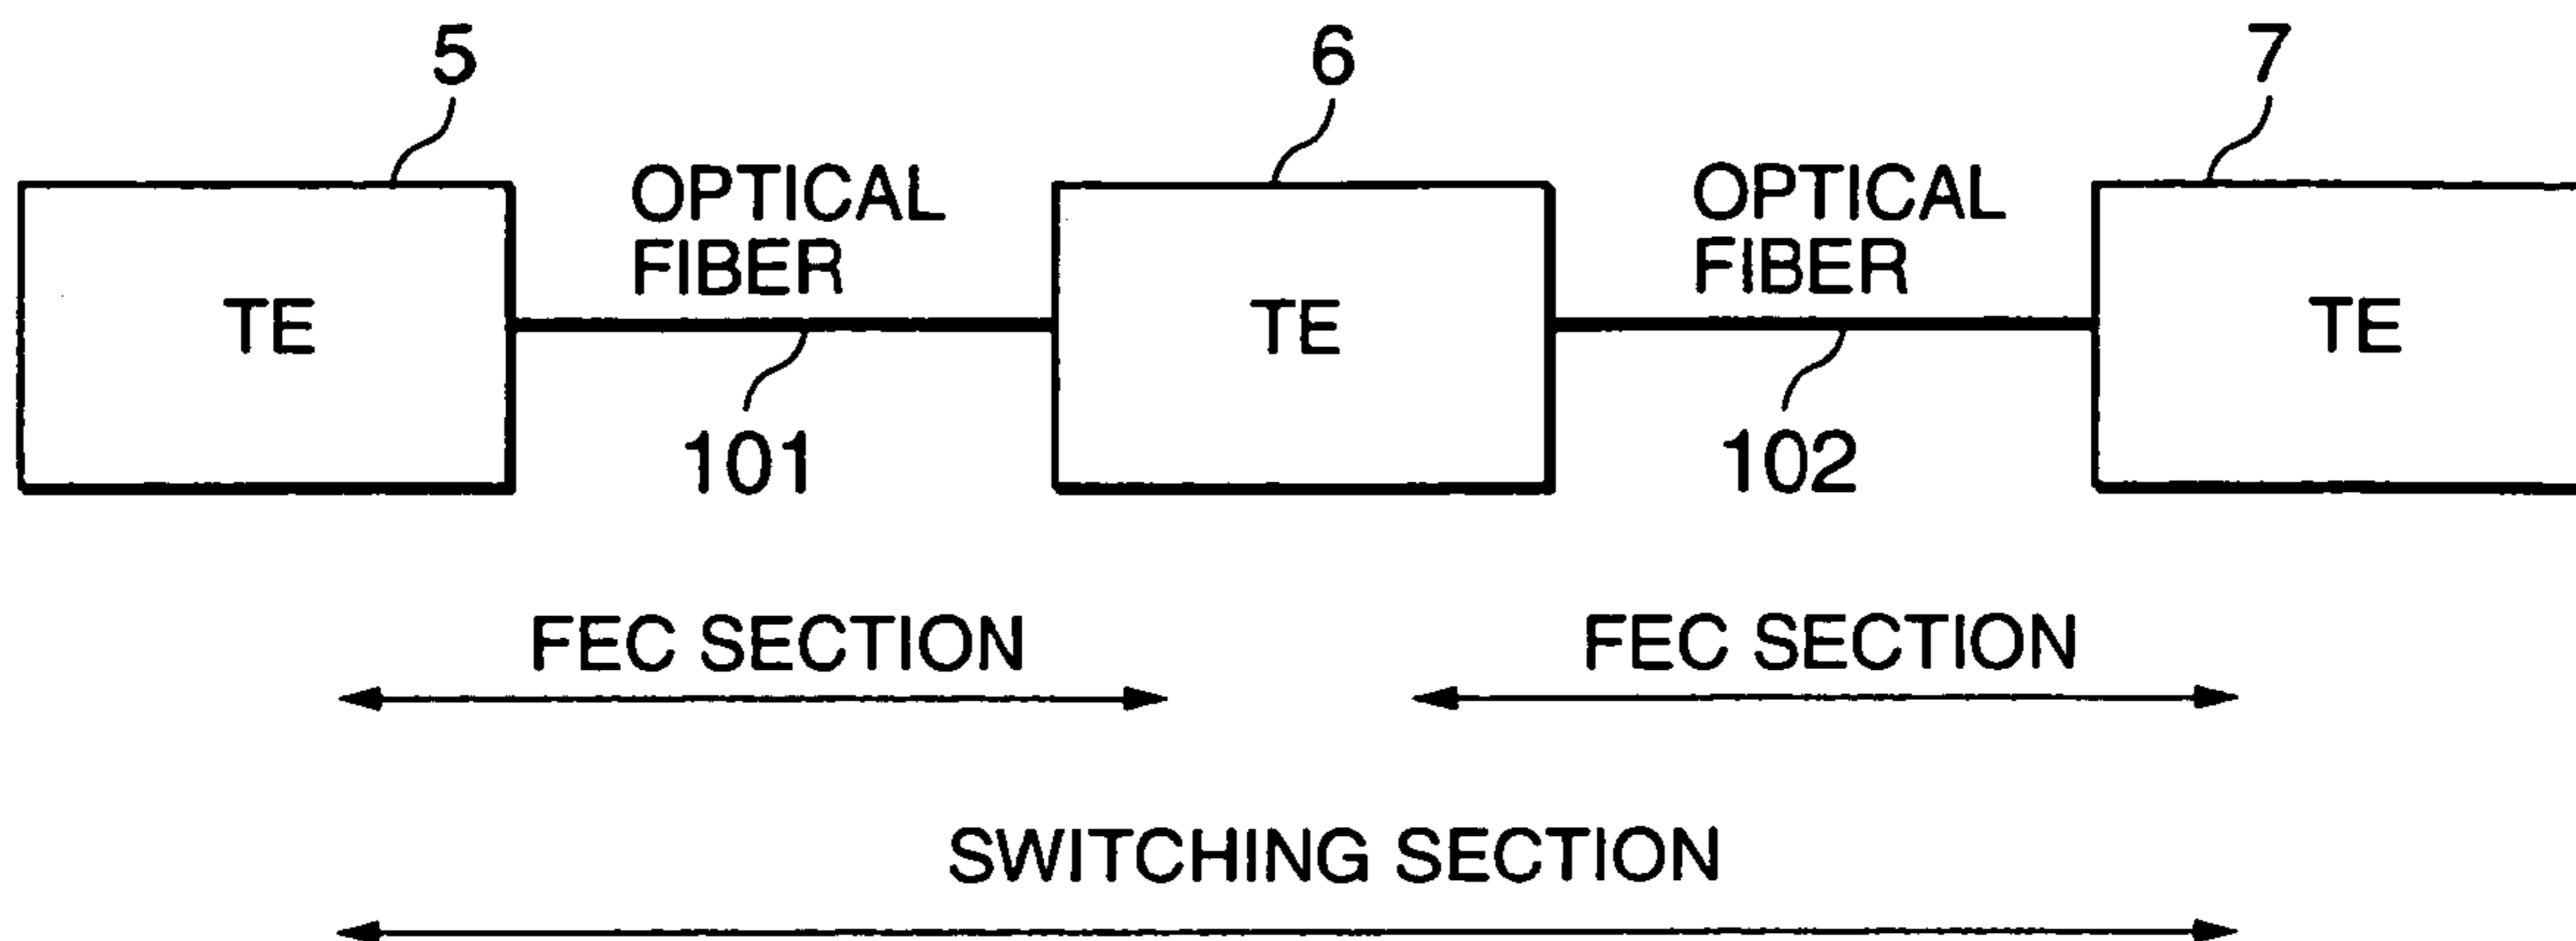 5
6
7
OPTICAL
FIBER
OPTICAL
FIBER
TE
TE
TE
101
102
FEC SECTION
FEC SECTION
SWITCHING SECTION